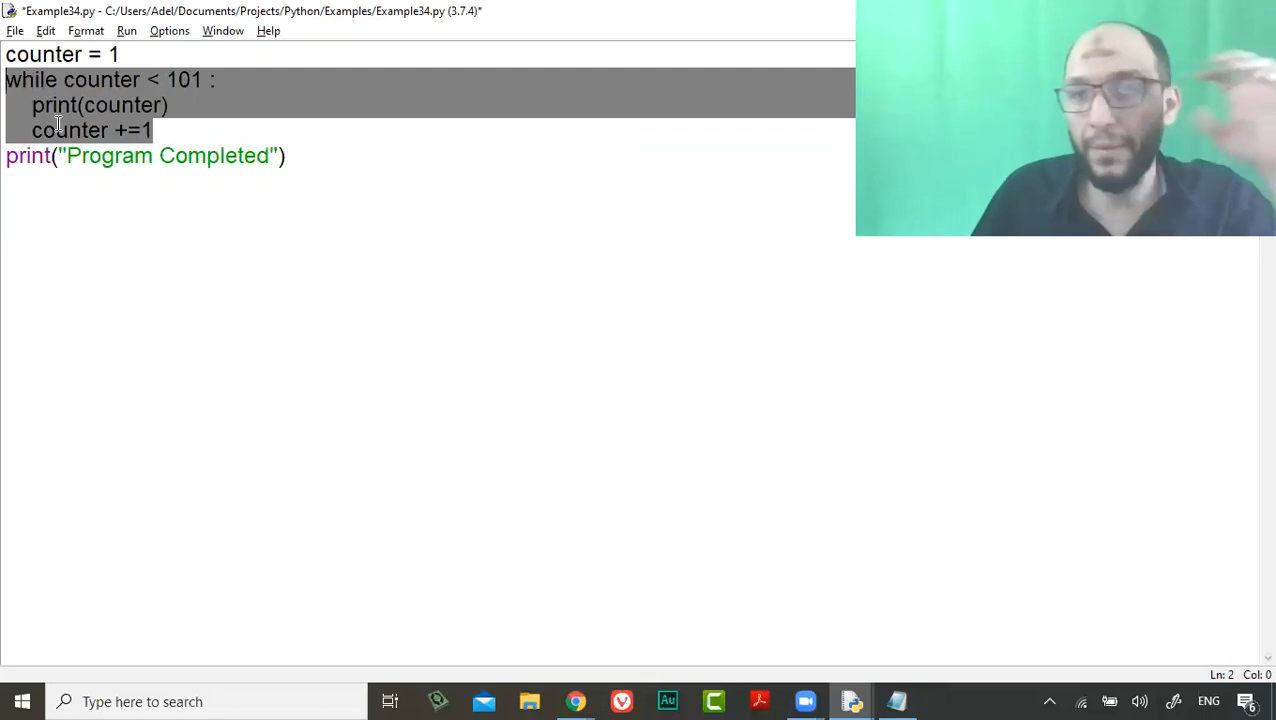 *Example34.py - C:/Users/Adel/Documents/Projects/Python/Examples/Example34.py (3.7.4)*
File Edit Format Run Options Window Help
counter = 1
while counter < 101 :
    print(counter)
    counter +=1
print("Program Completed")
Ln: 2 Col: 0
Type here to search
Au
ENG
6